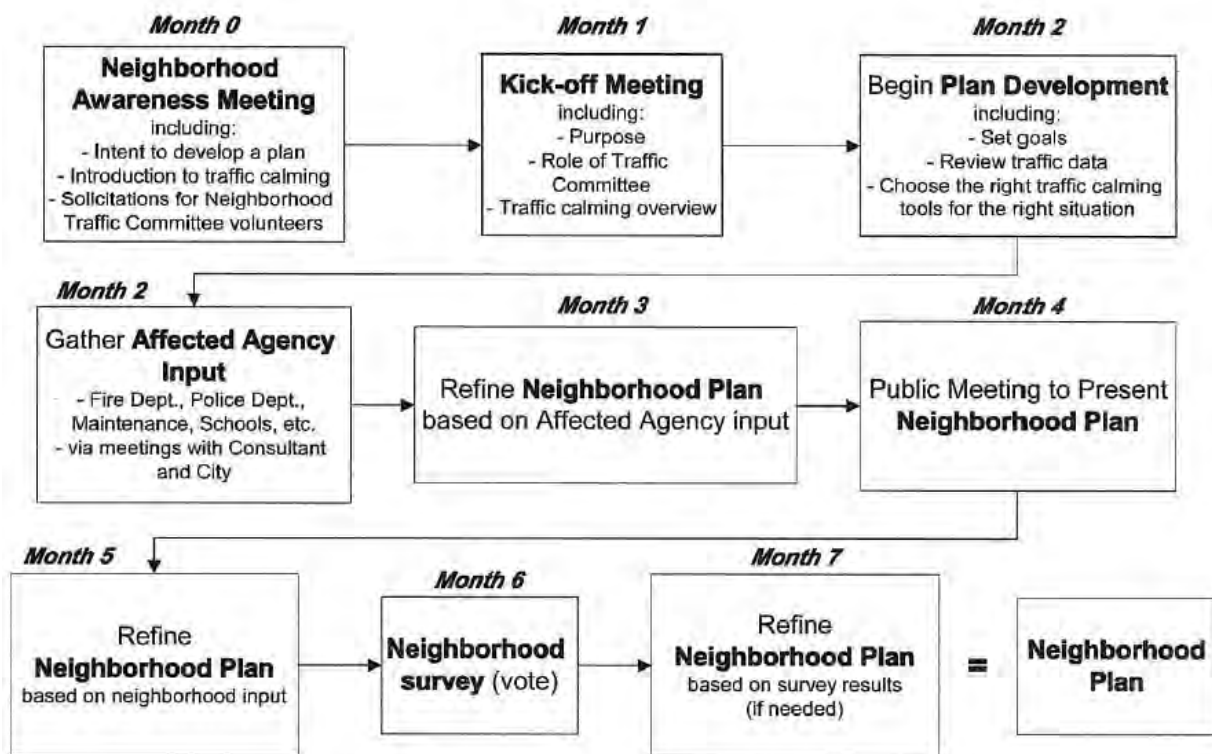 Month 0
Neighborhood
Awareness Meeting
including:
- Intent to develop a plan
- Introduction to traffic calming
- Solicitations for Neighborhood
Traffic Committee volunteers
Month 1
Kick-off Meeting
including:
- Purpose
- Role of Traffic
Committee
- Traffic calming overview
Month 2
Begin Plan Development
including:
- Set goals
- Review traffic data
- Choose the right traffic calming
tools for the right situation
Month 2
Gather Affected Agency
Input
- Fire Dept., Police Dept.,
Maintenance, Schools, etc.
- via meetings with Consultant
and City
Month 3
Refine Neighborhood Plan
based on Affected Agency input
Month 4
Public Meeting to Present
Neighborhood Plan
Month 5
Refine
Neighborhood Plan
based on neighborhood input
Month 6
Neighborhood
survey (vote)
Month 7
Refine
Neighborhood Plan
based on survey results
(if needed)
=
Neighborhood
Plan